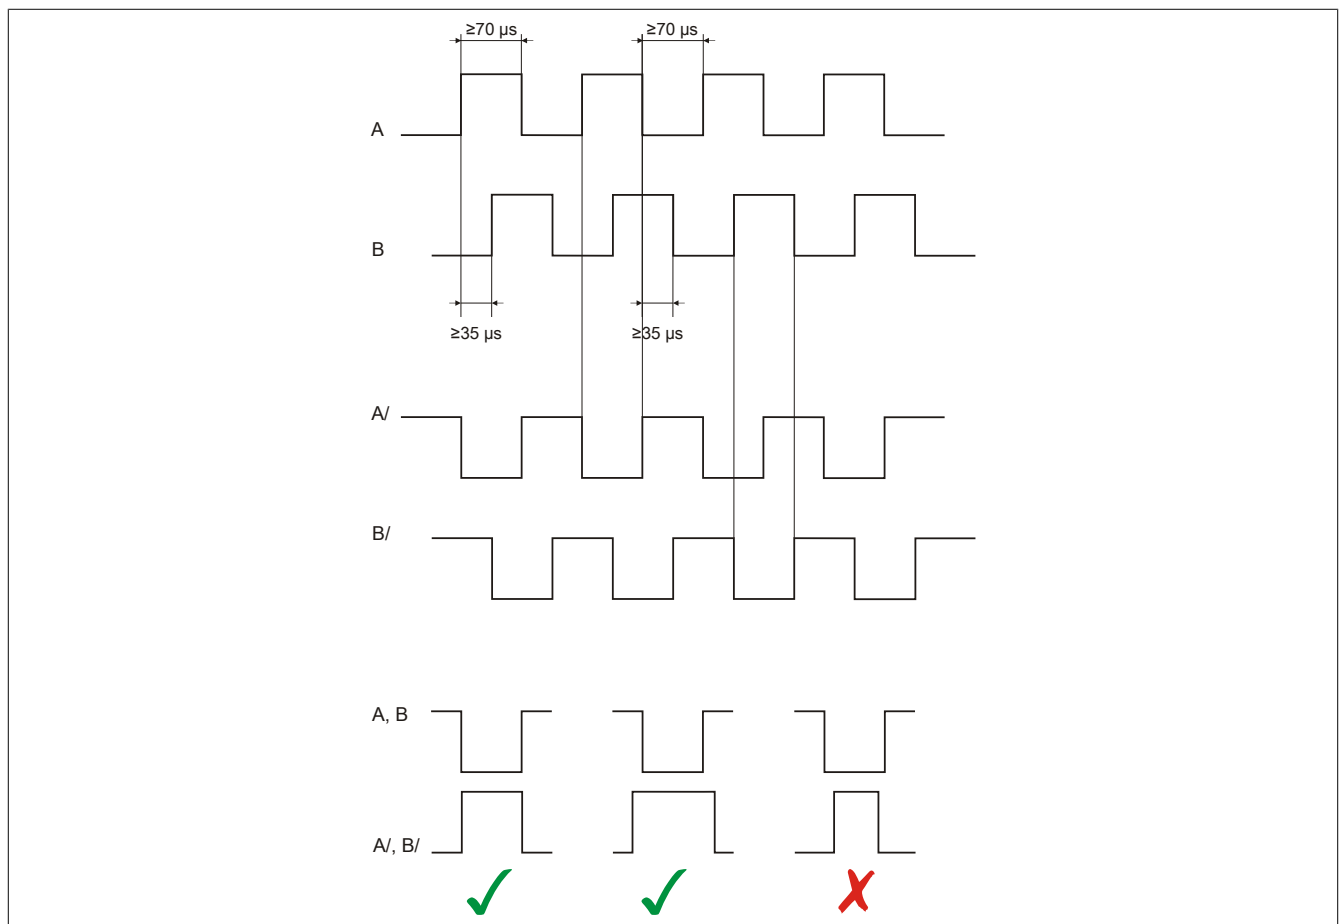 ≥70 µs ≥70 µs
A
B
≥35 µs ≥35 µs
A/
B/
A, B
A/, B/